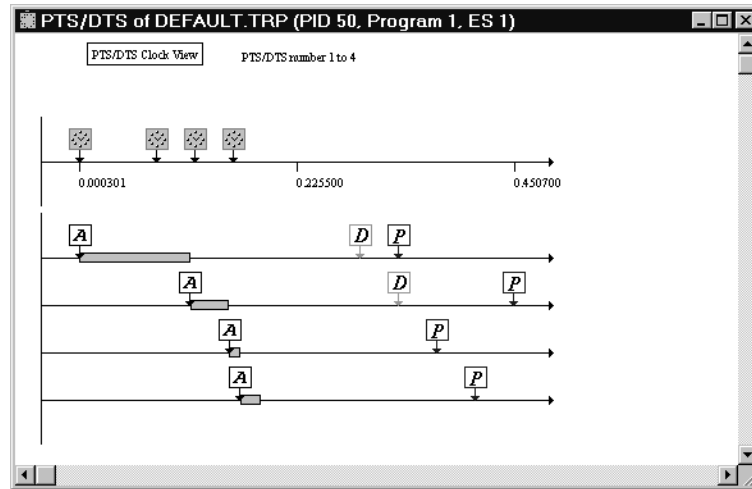 PTS/DTS of DEFAULT.TRP (PID 50, Program 1, ES 1)
PTS/DTS Clock View
PTS/DTS number 1 to 4
0.000301 0.225500 0.450700
A D P
A D P
A P
A P